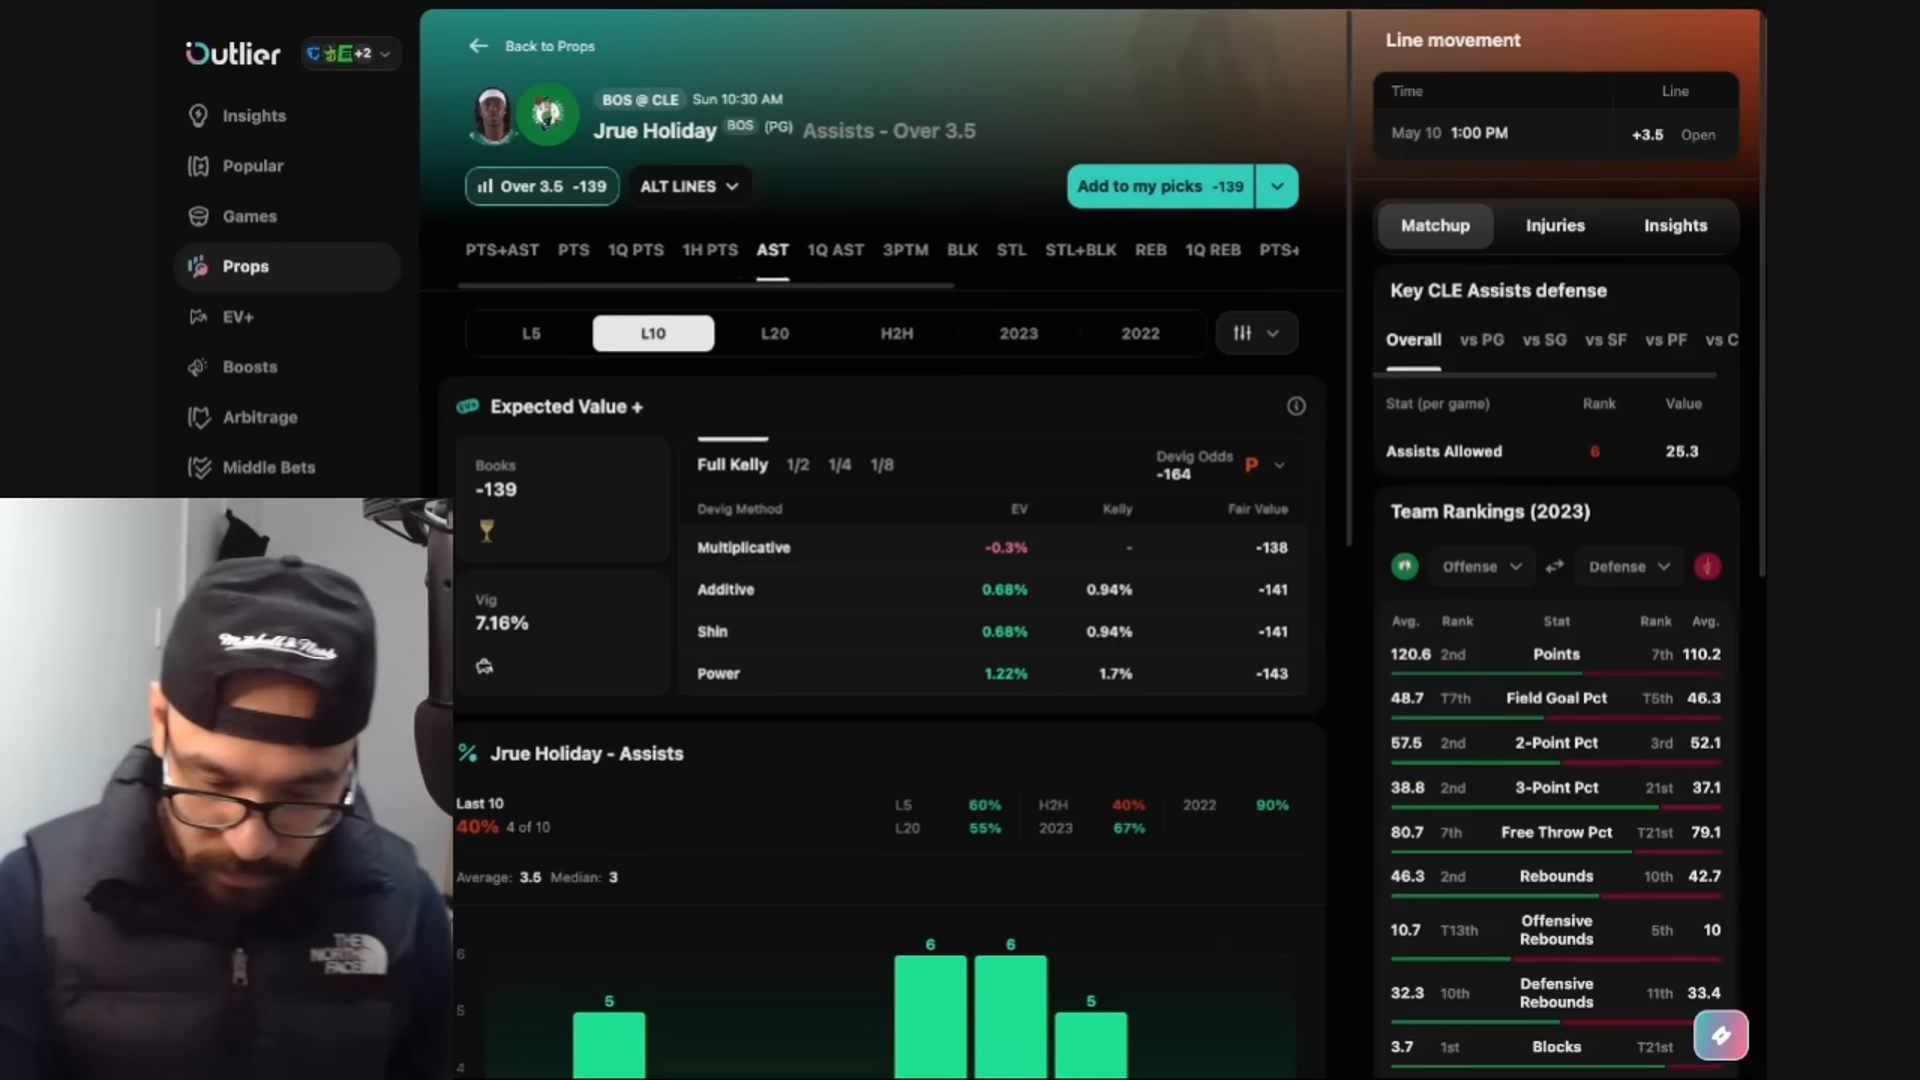 Outlier
+2
Insights
Popular
Games
Props
EV+
Boosts
Arbitrage
Middle Bets
Back to Props
BOS @ CLE Sun 10:30 AM
Jrue Holiday BOS (PG) Assists - Over 3.5
Over 3.5 -139
ALT LINES
Add to my picks -139
PTS+AST PTS 1Q PTS 1H PTS AST 1Q AST 3PTM BLK STL STL+BLK REB 1Q REB PTS+
L5 L10 L20 H2H 2023 2022
Expected Value +
Books
-139
Vig
7.16%
Full Kelly 1/2 1/4 1/8
Devig Odds
-164
P
Devig Method EV Kelly Fair Value
Multiplicative -0.3% - -138
Additive 0.68% 0.94% -141
Shin 0.68% 0.94% -141
Power 1.22% 1.7% -143
Jrue Holiday - Assists
Last 10
40% 4 of 10
L5 60% H2H 40% 2022 90%
L20 55% 2023 67%
Average: 3.5 Median: 3
6
5
4
5
6
6
5
Line movement
Time Line
May 10 1:00 PM +3.5 Open
Matchup Injuries Insights
Key CLE Assists defense
Overall vs PG vs SG vs SF vs PF vs C
Stat (per game) Rank Value
Assists Allowed 6 25.3
Team Rankings (2023)
Offense Defense
Avg. Rank Stat Rank Avg.
120.6 2nd Points 7th 110.2
48.7 T7th Field Goal Pct T5th 46.3
57.5 2nd 2-Point Pct 3rd 52.1
38.8 2nd 3-Point Pct 21st 37.1
80.7 7th Free Throw Pct T21st 79.1
46.3 2nd Rebounds 10th 42.7
10.7 T13th Offensive Rebounds 5th 10
32.3 10th Defensive Rebounds 11th 33.4
3.7 1st Blocks T21st
Mitchell & Ness
THE
NORTH
FACE